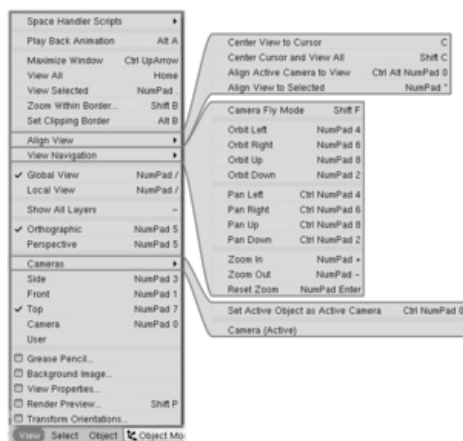 Space Handler Scripts
Play Back Animation Alt A
Maximize Window Ctrl UpArrow
View All Home
View Selected NumPad .
Zoom Within Border... Shift B
Set Clipping Border Alt B
Align View
View Navigation
Global View NumPad /
Local View NumPad /
Show All Layers ~
Orthographic NumPad 5
Perspective NumPad 5
Cameras
Side NumPad 3
Front NumPad 1
Top NumPad 7
Camera NumPad 0
User
Grease Pencil...
Background Image...
View Properties...
Render Preview... Shift P
Transform Orientations...
View Select Object Object Mo
Center View to Cursor C
Center Cursor and View All Shift C
Align Active Camera to View Ctrl Alt NumPad 0
Align View to Selected NumPad *
Camera Fly Mode Shift F
Orbit Left NumPad 4
Orbit Right NumPad 6
Orbit Up NumPad 8
Orbit Down NumPad 2
Pan Left Ctrl NumPad 4
Pan Right Ctrl NumPad 6
Pan Up Ctrl NumPad 8
Pan Down Ctrl NumPad 2
Zoom In NumPad +
Zoom Out NumPad -
Reset Zoom NumPad Enter
Set Active Object as Active Camera Ctrl NumPad 0
Camera (Active)